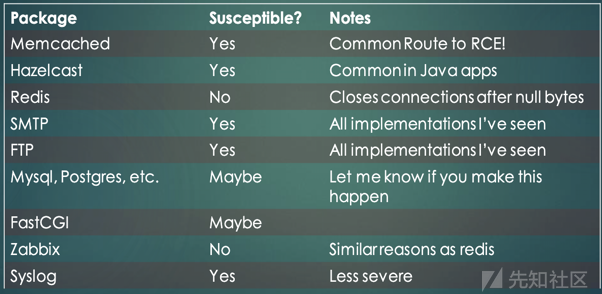 Package Susceptible? Notes
Memcached Yes Common Route to RCE!
Hazelcast Yes Common in Java apps
Redis No Closes connections after null bytes
SMTP Yes All implementations I've seen
FTP Yes All implementations I've seen
Mysql, Postgres, etc. Maybe Let me know if you make this
happen
FastCGI Maybe
Zabbix No Similar reasons as redis
Syslog Yes Less severe
先知社区